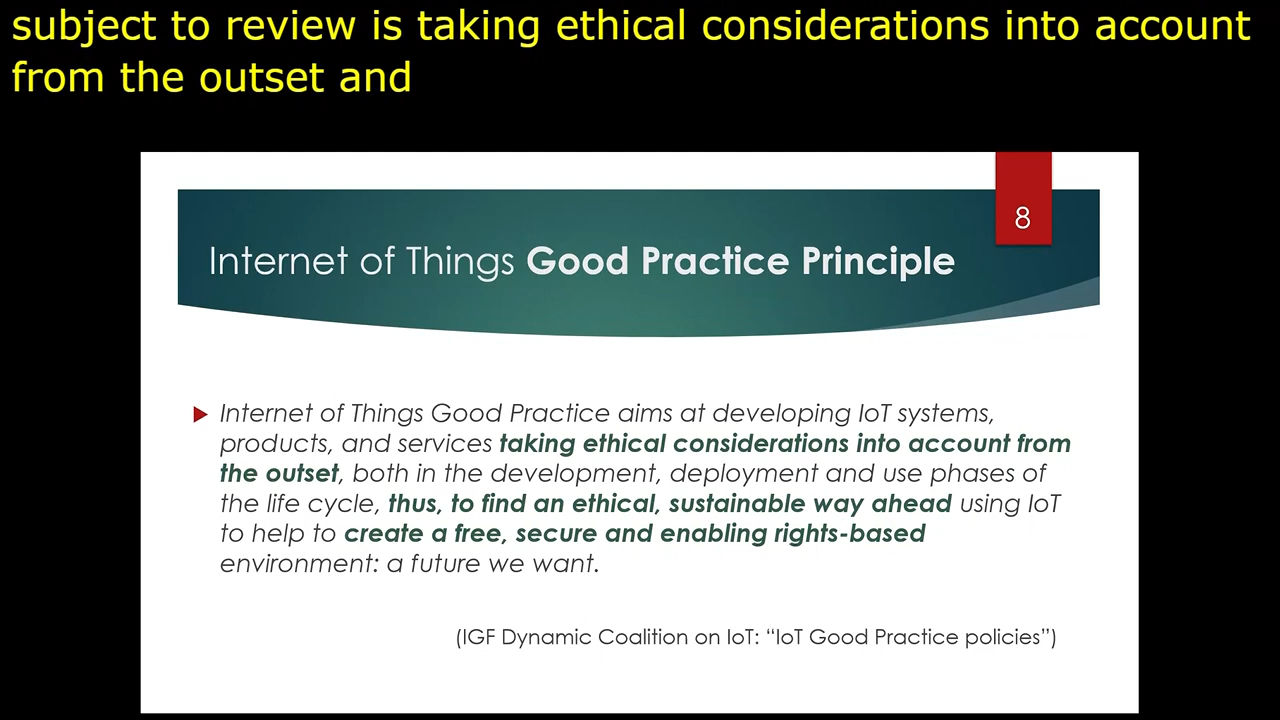 subject to review is taking ethical considerations into account
from the outset and
8
Internet of Things Good Practice Principle
Internet of Things Good Practice aims at developing IoT systems,
products, and services taking ethical considerations into account from
the outset, both in the development, deployment and use phases of
the life cycle, thus, to find an ethical, sustainable way ahead using IoT
to help to create a free, secure and enabling rights-based
environment: a future we want.
(IGF Dynamic Coalition on IoT: “IoT Good Practice policies”)